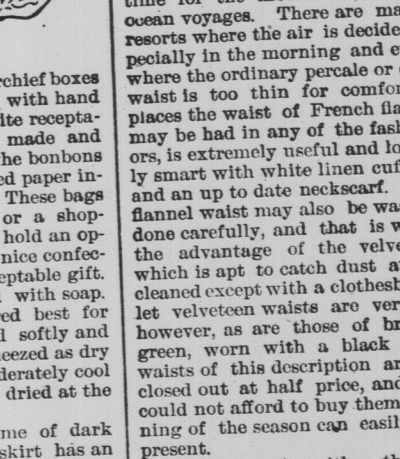 rchief boxes
with hand
ite recepta-
made and
he bonbons
ed paper in-
These bags
or a shop-
hold an op-
nice confec-
eptable gift.
with soap.
red best for
l softly and
eezed as dry
derately cool
dried at the
me of dark
skirt has an
time for the
ocean voyages. There are ma
resorts where the air is decide
pecially in the morning and e
where the ordinary percale or
waist is too thin for comfor
places the waist of French fla
may be had in any of the fash
ors, is extremely useful and lo
ly smart with white linen cuf
and an up to date neckscarf.
flannel waist may also be wa
done carefully, and that is w
the advantage of the velve
which is apt to catch dust a
cleaned except with a clothesb
let velveteen waists are ver
however, as are those of br
green, worn with a black
waists of this description ar
closed out at half price, and
could not afford to buy them
ning of the season can easil
present.